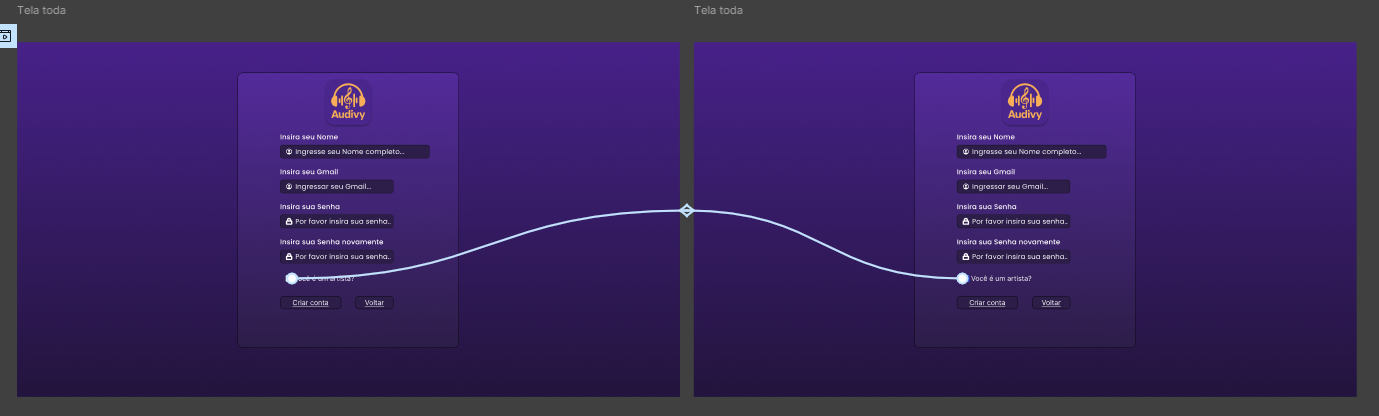 Tela toda
Audivy
Insira seu Nome
Ingresse seu Nome completo...
Insira seu Gmail
Ingressar seu Gmail...
Insira sua Senha
Por favor insira sua senha..
Insira sua Senha novamente
Por favor insira sua senha..
Você é um artista?
Criar conta
Voltar
Tela toda
Audivy
Insira seu Nome
Ingresse seu Nome completo...
Insira seu Gmail
Ingressar seu Gmail...
Insira sua Senha
Por favor insira sua senha..
Insira sua Senha novamente
Por favor insira sua senha..
Você é um artista?
Criar conta
Voltar